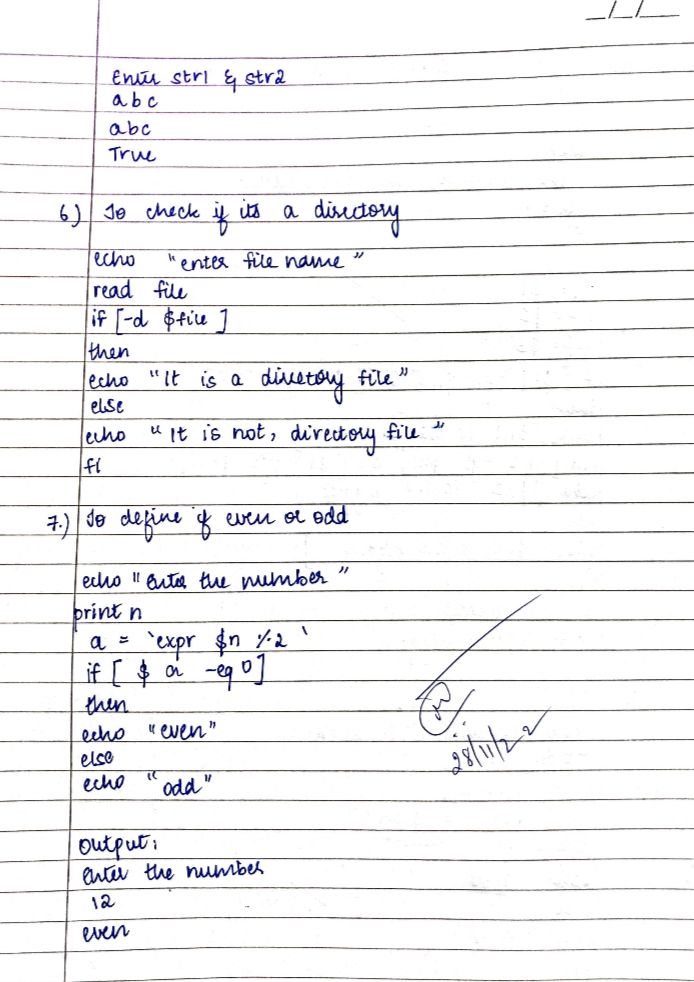 _/_/_
Enter str1 & str2
abc
abc
True
6) To check if its a directory
echo "enter file name"
read file
if [-d $file ]
then
echo "It is a directory file"
else
echo "It is not, directory file"
fi
7.) To define if even or odd
echo "Enter the number"
print n
a = `expr $n %2 `
if [ $ a -eq 0]
then
echo "even"
else
echo "odd"
28/11/22
Output:
Enter the number
12
even